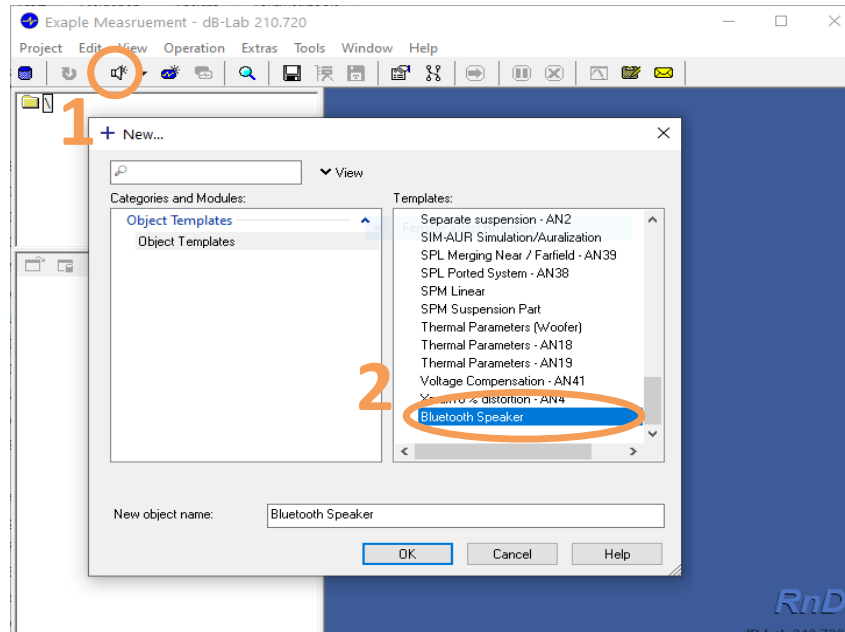 Exaple Measruement - dB-Lab 210.720
Project Edit View Operation Extras Tools Window Help
1
\
New...
View
Categories and Modules:
Templates:
Object Templates
Object Templates
Separate suspension - AN2
SIM-AUR Simulation/Auralization
SPL Merging Near / Farfield - AN39
SPL Ported System - AN38
SPM Linear
SPM Suspension Part
Thermal Parameters (Woofer)
Thermal Parameters - AN18
Thermal Parameters - AN19
Voltage Compensation - AN41
distortion - AN4
2
Bluetooth Speaker
New object name:
Bluetooth Speaker
OK Cancel Help
RnD